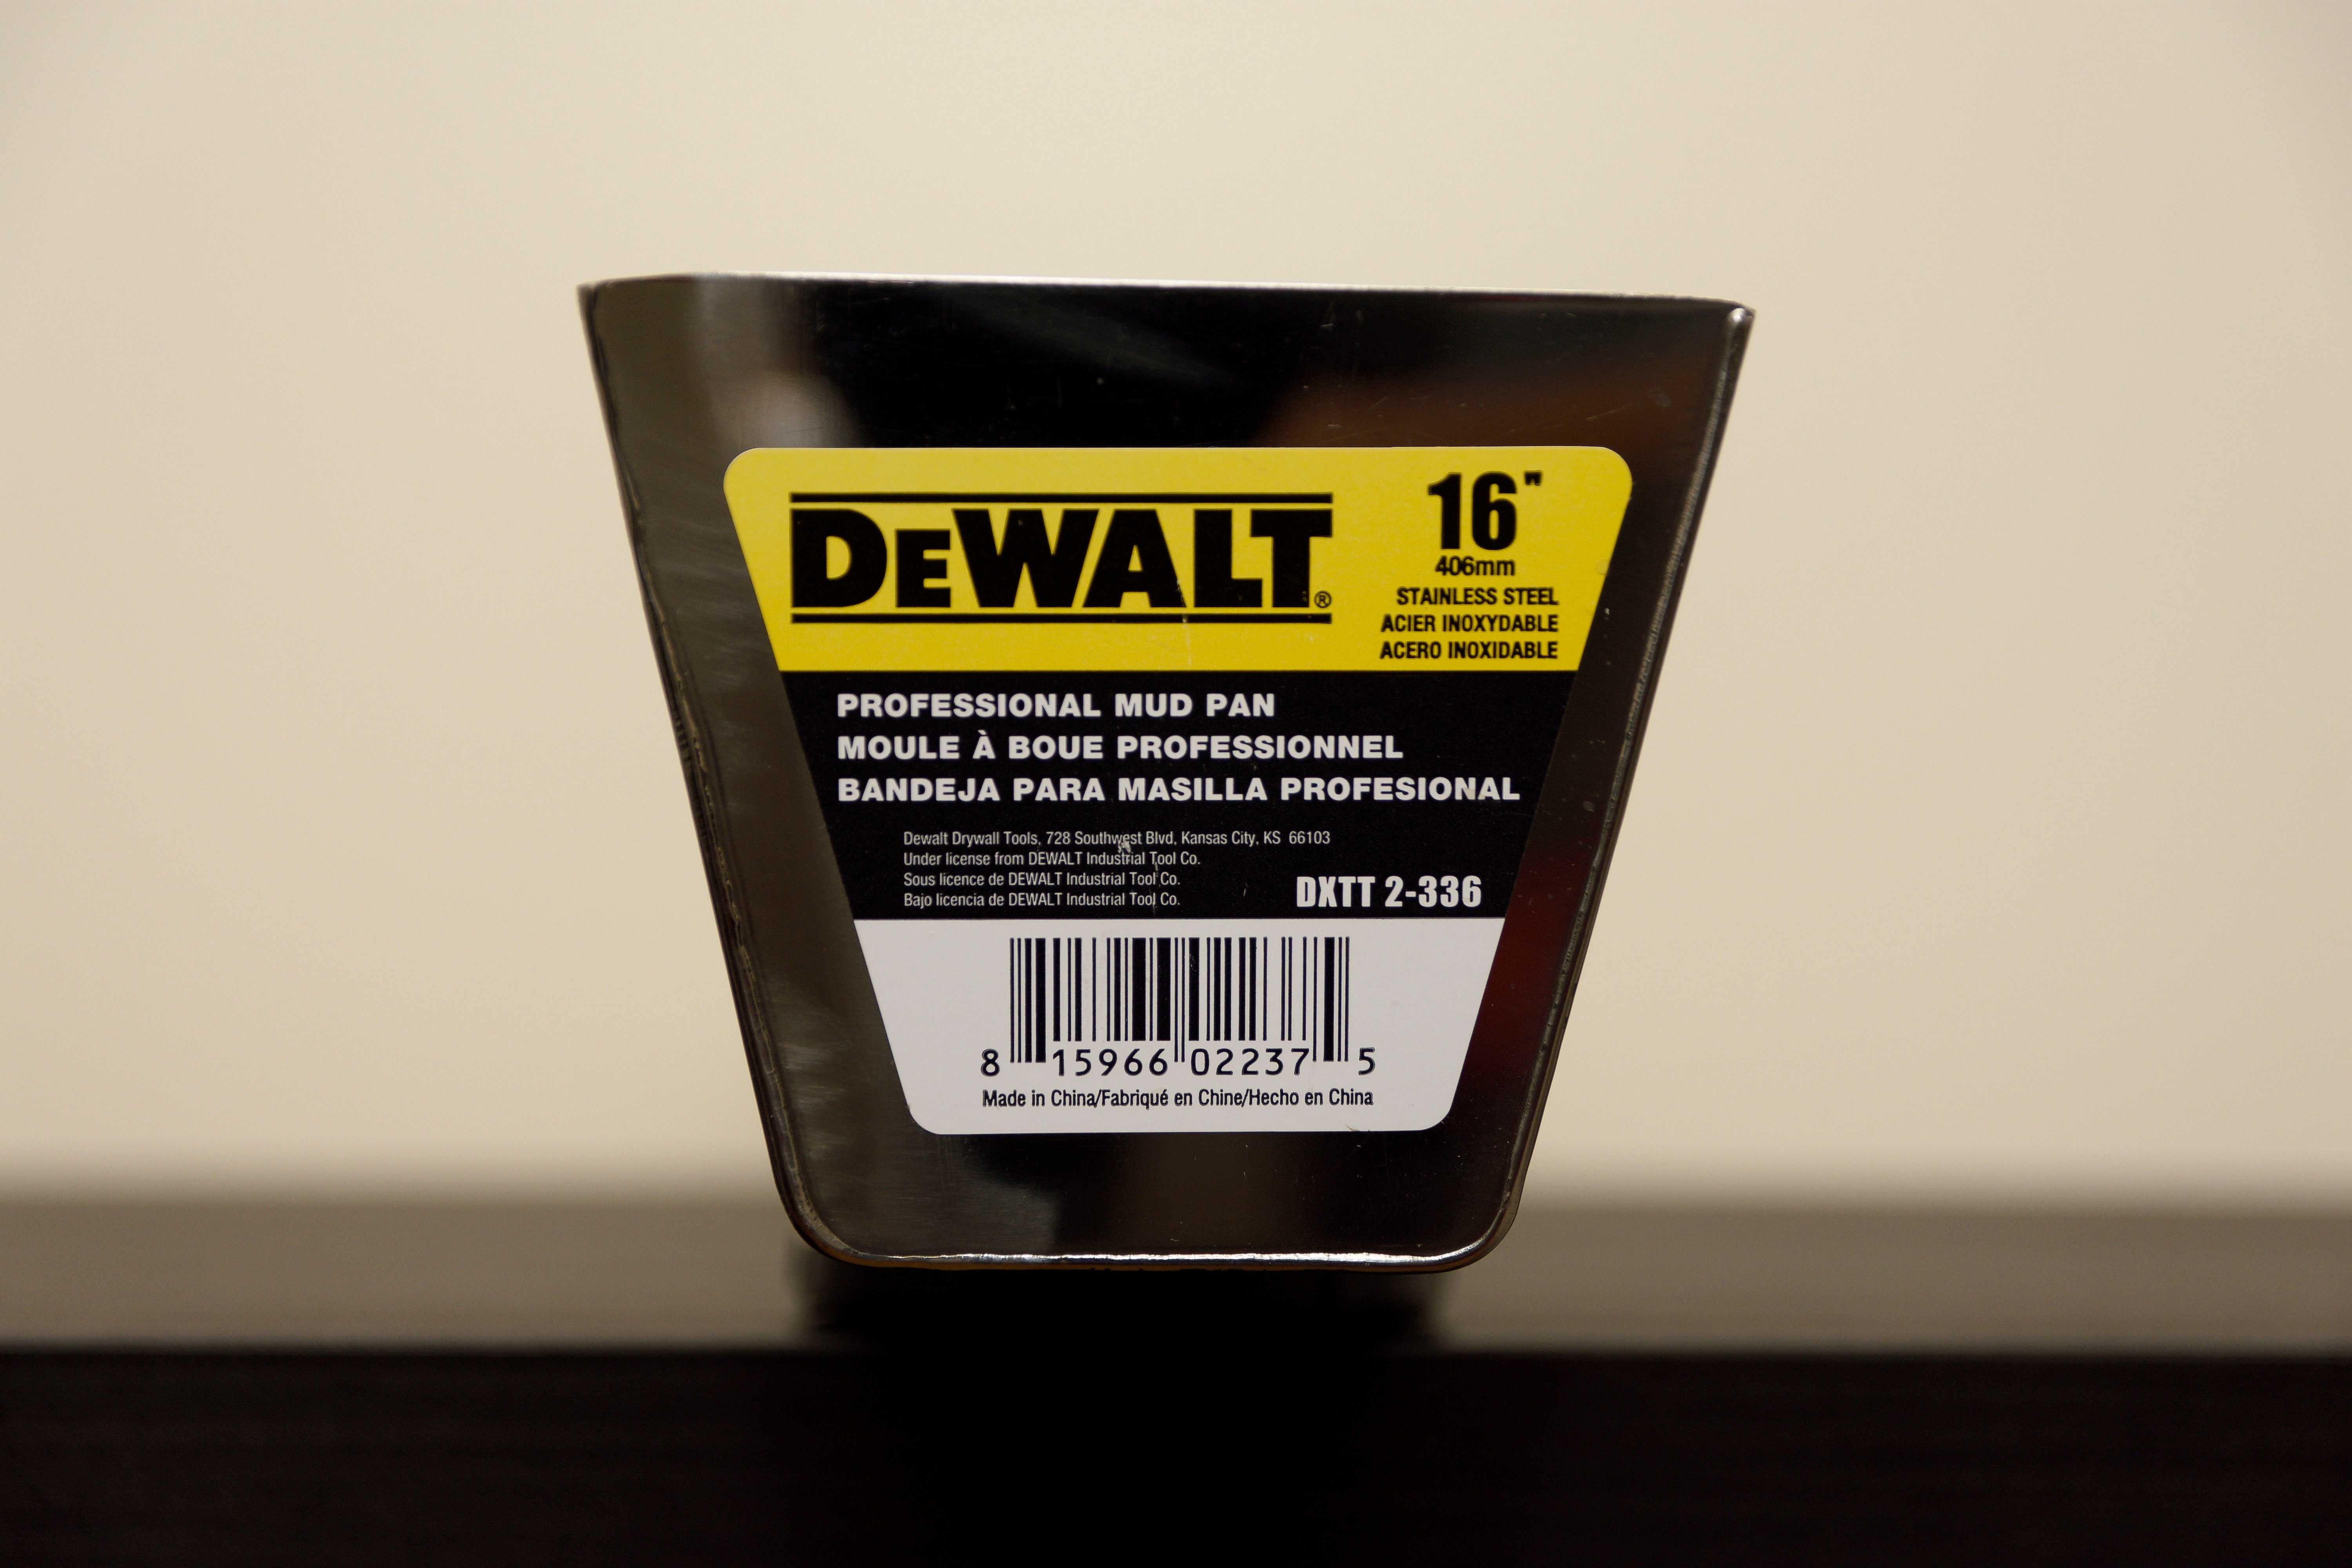 DEWALT®
16"
406mm
STAINLESS STEEL
ACIER INOXYDABLE
ACERO INOXIDABLE
PROFESSIONAL MUD PAN
MOULE À BOUE PROFESSIONNEL
BANDEJA PARA MASILLA PROFESIONAL
Dewalt Drywall Tools, 728 Southwest Blvd, Kansas City, KS 66103
Under license from DEWALT Industrial Tool Co.
Sous licence de DEWALT Industrial Tool Co.
Bajo licencia de DEWALT Industrial Tool Co.
DXTT 2-336
8 15966 02237 5
Made in China/Fabriqué en Chine/Hecho en China